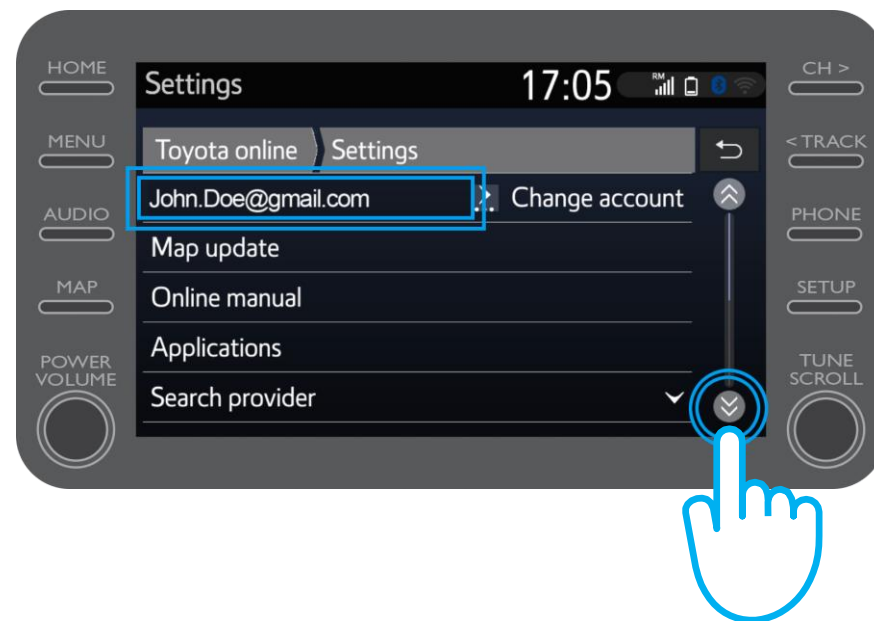 HOME
MENU
AUDIO
MAP
POWER
VOLUME
Settings 17:05 RM
Toyota online Settings
John.Doe@gmail.com Change account
Map update
Online manual
Applications
Search provider
CH >
< TRACK
PHONE
SETUP
TUNE
SCROLL